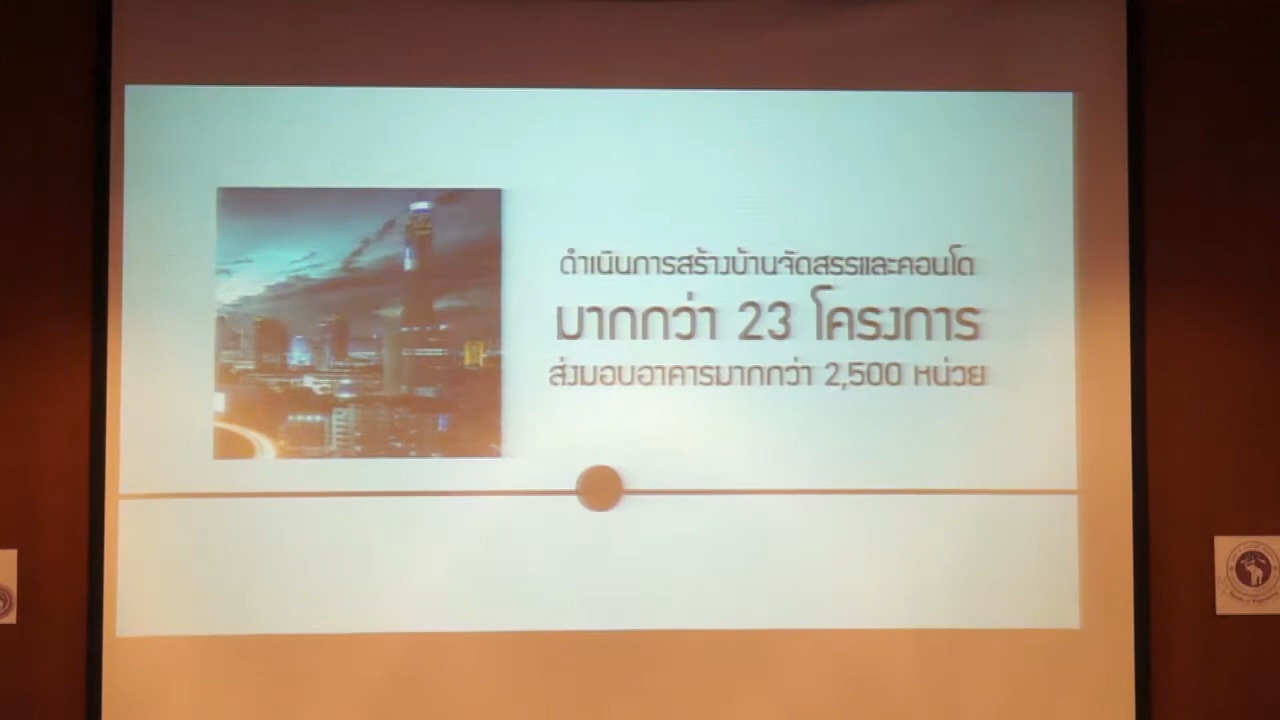 ดำเนินการสร้างบ้านจัดสรรและคอนโด
มากกว่า 23 โครงการ
ส่งมอบอาคารมากกว่า 2,500 หน่วย